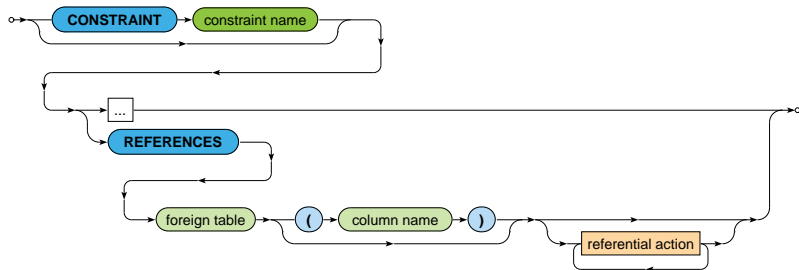 CONSTRAINT constraint name
...
REFERENCES
foreign table ( column name )
referential action